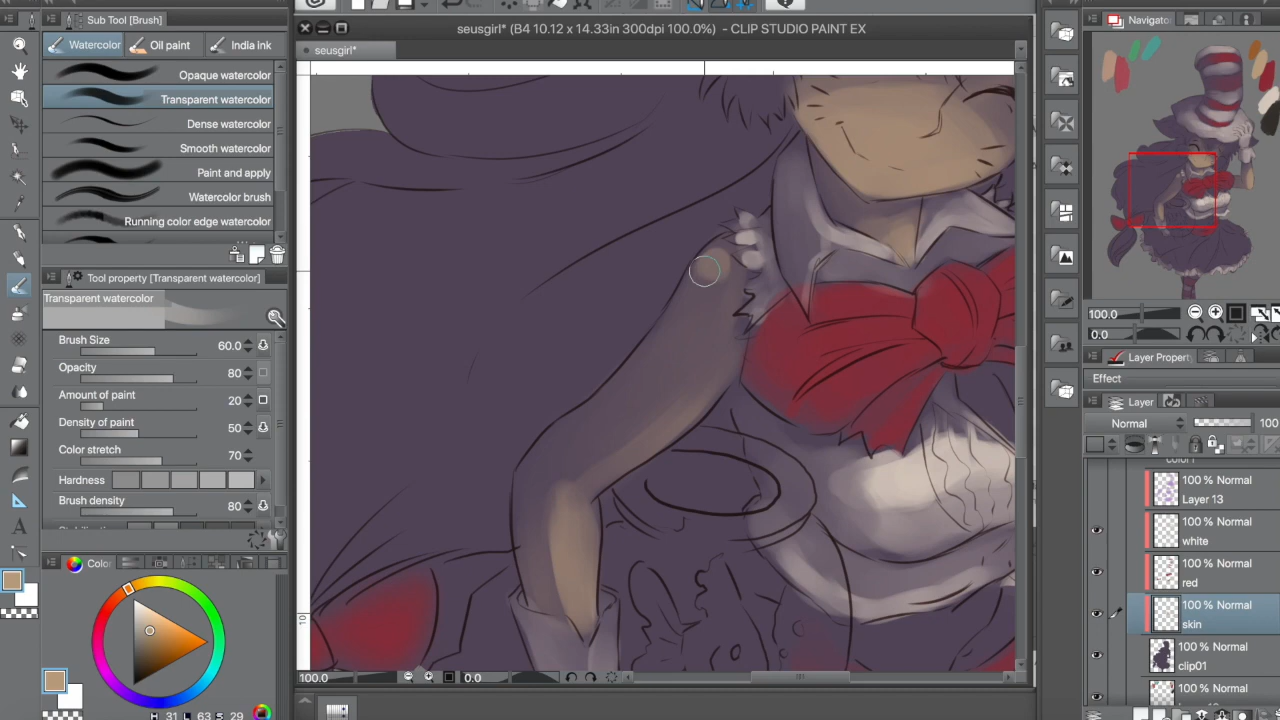 Sub Tool [Brush]
Watercolor
Oil paint
India ink
Opaque watercolor
Transparent watercolor
Dense watercolor
Smooth watercolor
Paint and apply
Watercolor brush
Running color edge watercolor
Tool property [Transparent watercolor]
Transparent watercolor
Brush Size
60.0
Opacity
80
Amount of paint
20
Density of paint
50
Color stretch
70
Hardness
Brush density
80
Color
H 31 L 63 S 29
seusgirl* (B4 10.12 x 14.33in 300dpi 100.0%) - CLIP STUDIO PAINT EX
seusgirl*
10
100.0
0.0
Navigator
100.0
0.0
Layer Property
Effect
Layer
Normal
100
100 % Normal
Layer 13
100 % Normal
white
100 % Normal
red
100 % Normal
skin
100 % Normal
clip01
100 % Normal